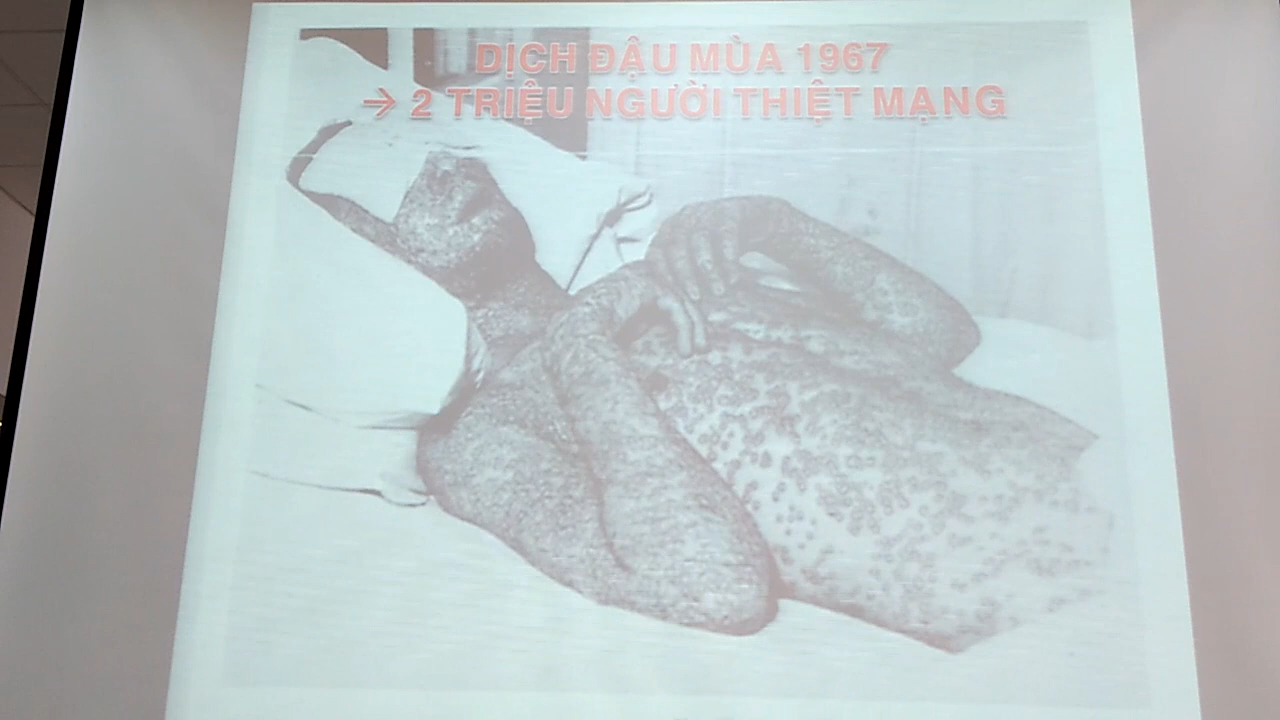 DỊCH ĐẬU MÙA 1967
→ 2 TRIỆU NGƯỜI THIỆT MẠNG